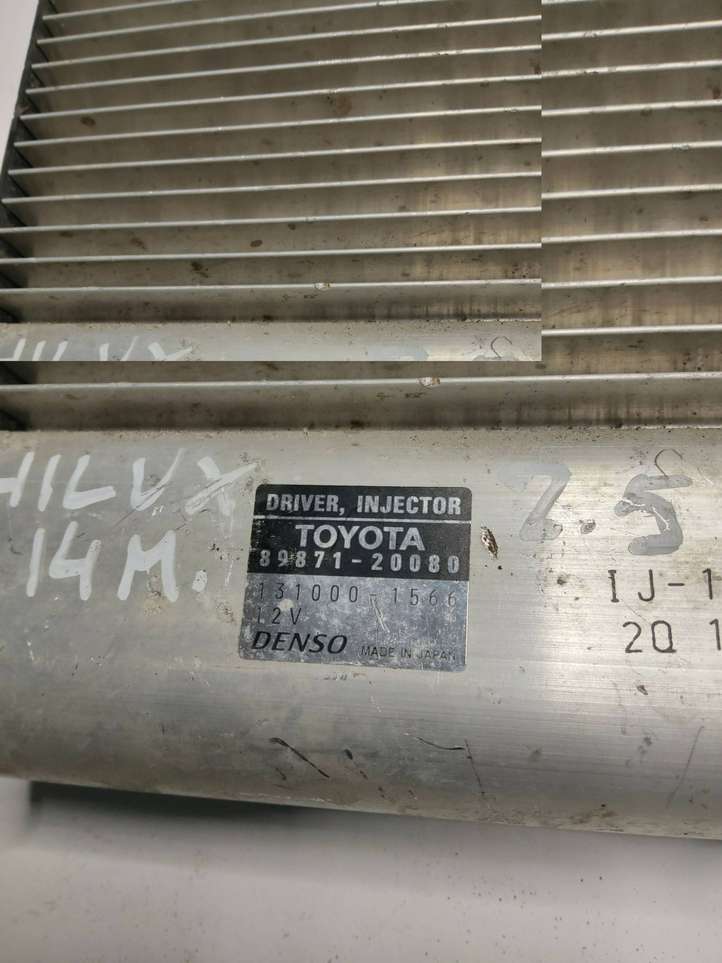 HILUX 2.5
14M.
DRIVER, INJECTOR
TOYOTA
89871-20080
131000-1566
12V
DENSO MADE IN JAPAN
IJ-1
2Q 1